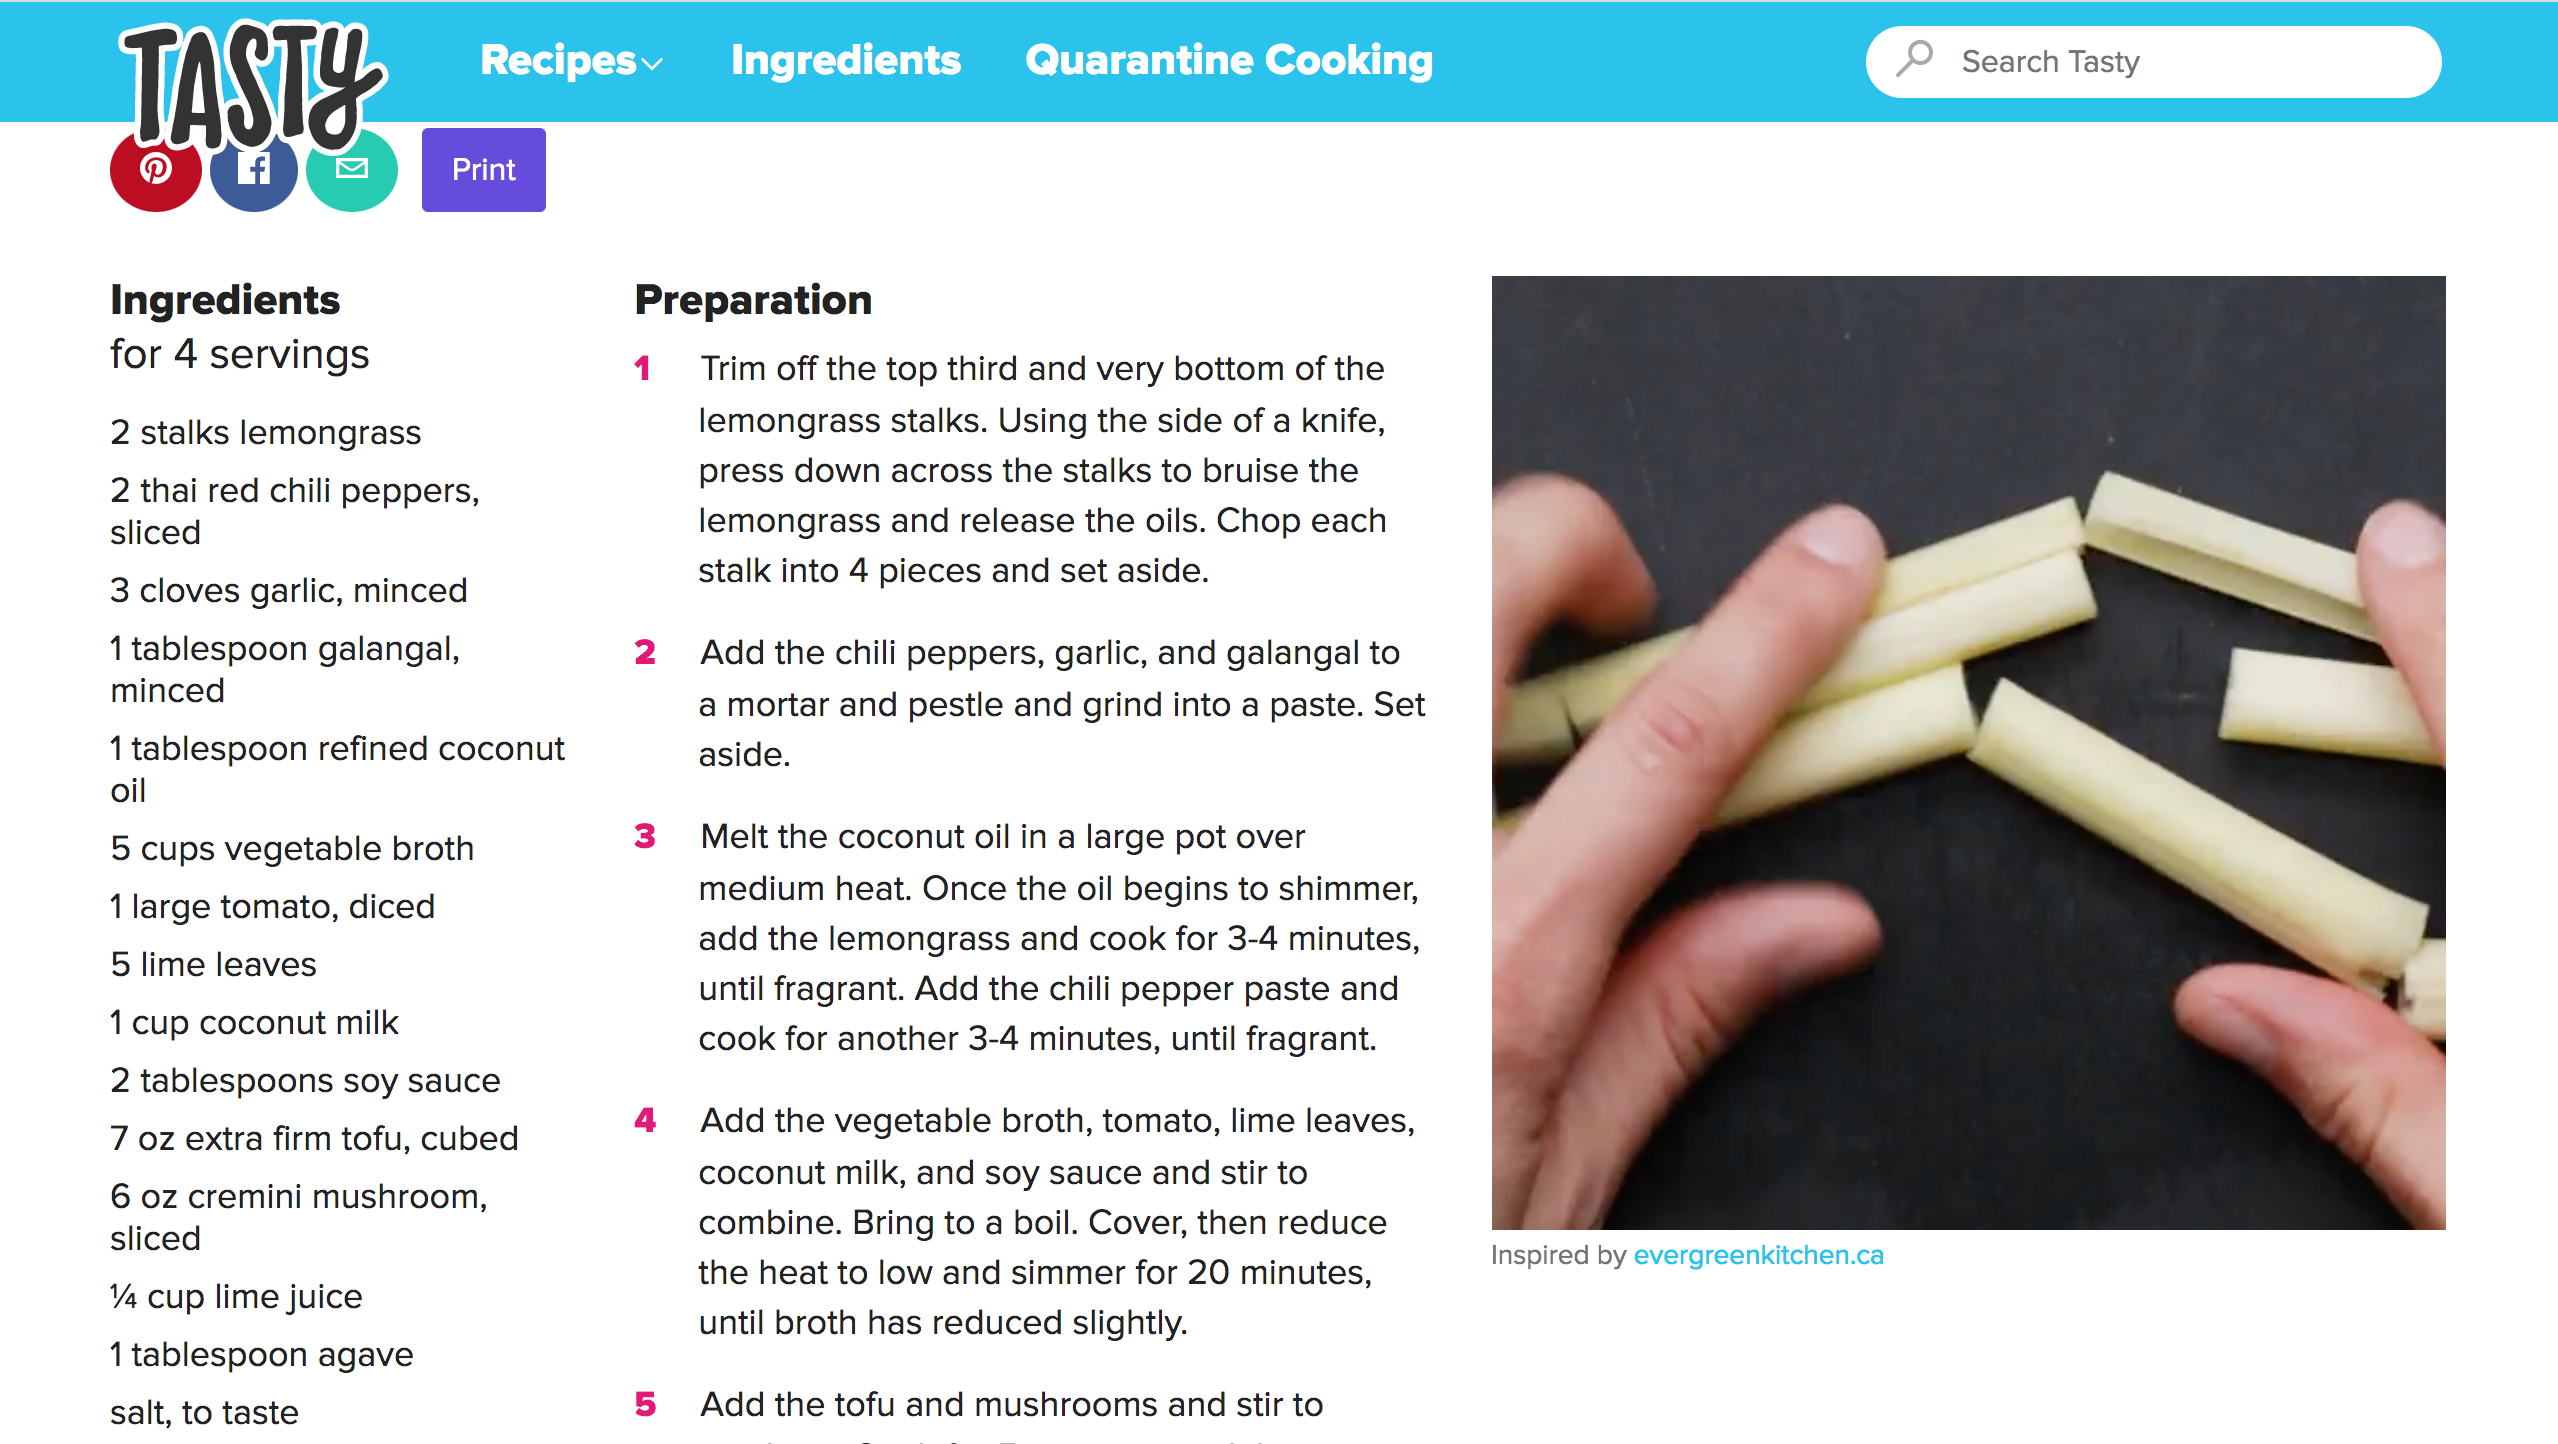 TASTY
Recipes
Ingredients
Quarantine Cooking
Search Tasty
Print
Ingredients
for 4 servings
2 stalks lemongrass
2 thai red chili peppers,
sliced
3 cloves garlic, minced
1 tablespoon galangal,
minced
1 tablespoon refined coconut
oil
5 cups vegetable broth
1 large tomato, diced
5 lime leaves
1 cup coconut milk
2 tablespoons soy sauce
7 oz extra firm tofu, cubed
6 oz cremini mushroom,
sliced
¼ cup lime juice
1 tablespoon agave
salt, to taste
Preparation
1 Trim off the top third and very bottom of the
lemongrass stalks. Using the side of a knife,
press down across the stalks to bruise the
lemongrass and release the oils. Chop each
stalk into 4 pieces and set aside.
2 Add the chili peppers, garlic, and galangal to
a mortar and pestle and grind into a paste. Set
aside.
3 Melt the coconut oil in a large pot over
medium heat. Once the oil begins to shimmer,
add the lemongrass and cook for 3-4 minutes,
until fragrant. Add the chili pepper paste and
cook for another 3-4 minutes, until fragrant.
4 Add the vegetable broth, tomato, lime leaves,
coconut milk, and soy sauce and stir to
combine. Bring to a boil. Cover, then reduce
the heat to low and simmer for 20 minutes,
until broth has reduced slightly.
5 Add the tofu and mushrooms and stir to
Inspired by evergreenkitchen.ca